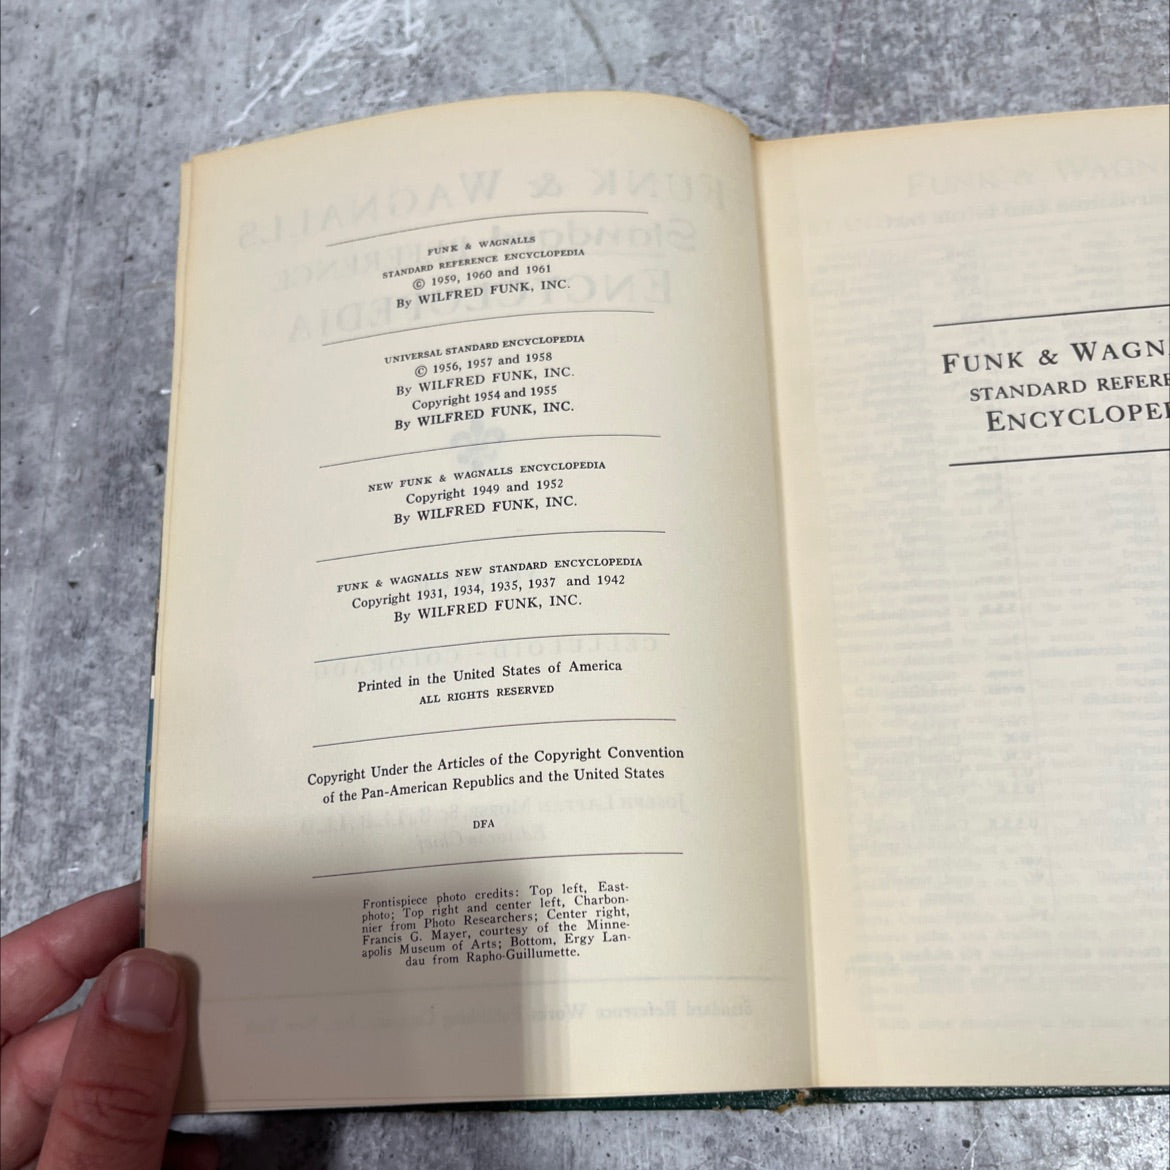 FUNK & WAGNALLS
STANDARD REFERENCE ENCYCLOPEDIA
© 1959, 1960 and 1961
By WILFRED FUNK, INC.
UNIVERSAL STANDARD ENCYCLOPEDIA
© 1956, 1957 and 1958
By WILFRED FUNK, INC.
Copyright 1954 and 1955
By WILFRED FUNK, INC.
NEW FUNK & WAGNALLS ENCYCLOPEDIA
Copyright 1949 and 1952
By WILFRED FUNK, INC.
FUNK & WAGNALLS NEW STANDARD ENCYCLOPEDIA
Copyright 1931, 1934, 1935, 1937 and 1942
By WILFRED FUNK, INC.
Printed in the United States of America
ALL RIGHTS RESERVED
Copyright Under the Articles of the Copyright Convention
of the Pan-American Republics and the United States
DFA
Frontispiece photo credits: Top left, East-
photo; Top right and center left, Charbon-
nier from Photo Researchers; Center right,
Francis G. Mayer, courtesy of the Minne-
apolis Museum of Arts; Bottom, Ergy Lan-
dau from Rapho-Guillumette.
FUNK & WAGN
STANDARD REFERE
ENCYCLOPE